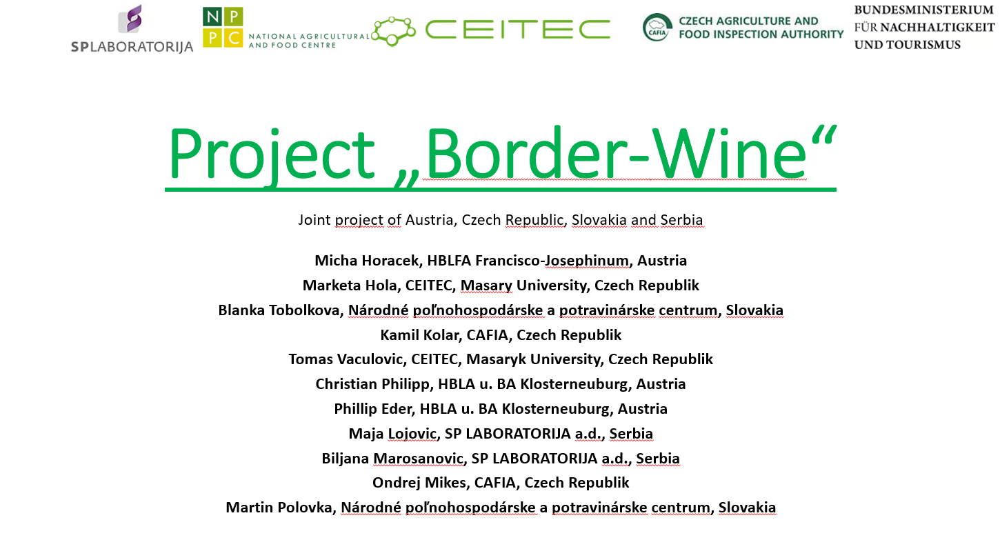 SPLABORATORIJA
NP
PC
NATIONAL AGRICULTURAL
AND FOOD CENTRE
CEITEC
CAFIA
CZECH AGRICULTURE AND
FOOD INSPECTION AUTHORITY
BUNDESMINISTERIUM
FÜR NACHHALTIGKEIT
UND TOURISMUS
Project „Border-Wine“
Joint project of Austria, Czech Republic, Slovakia and Serbia
Micha Horacek, HBLFA Francisco-Josephinum, Austria
Marketa Hola, CEITEC, Masary University, Czech Republik
Blanka Tobolkova, Národné poľnohospodárske a potravinárske centrum, Slovakia
Kamil Kolar, CAFIA, Czech Republik
Tomas Vaculovic, CEITEC, Masaryk University, Czech Republik
Christian Philipp, HBLA u. BA Klosterneuburg, Austria
Phillip Eder, HBLA u. BA Klosterneuburg, Austria
Maja Lojovic, SP LABORATORIJA a.d., Serbia
Biljana Marosanovic, SP LABORATORIJA a.d., Serbia
Ondrej Mikes, CAFIA, Czech Republik
Martin Polovka, Národné poľnohospodárske a potravinárske centrum, Slovakia